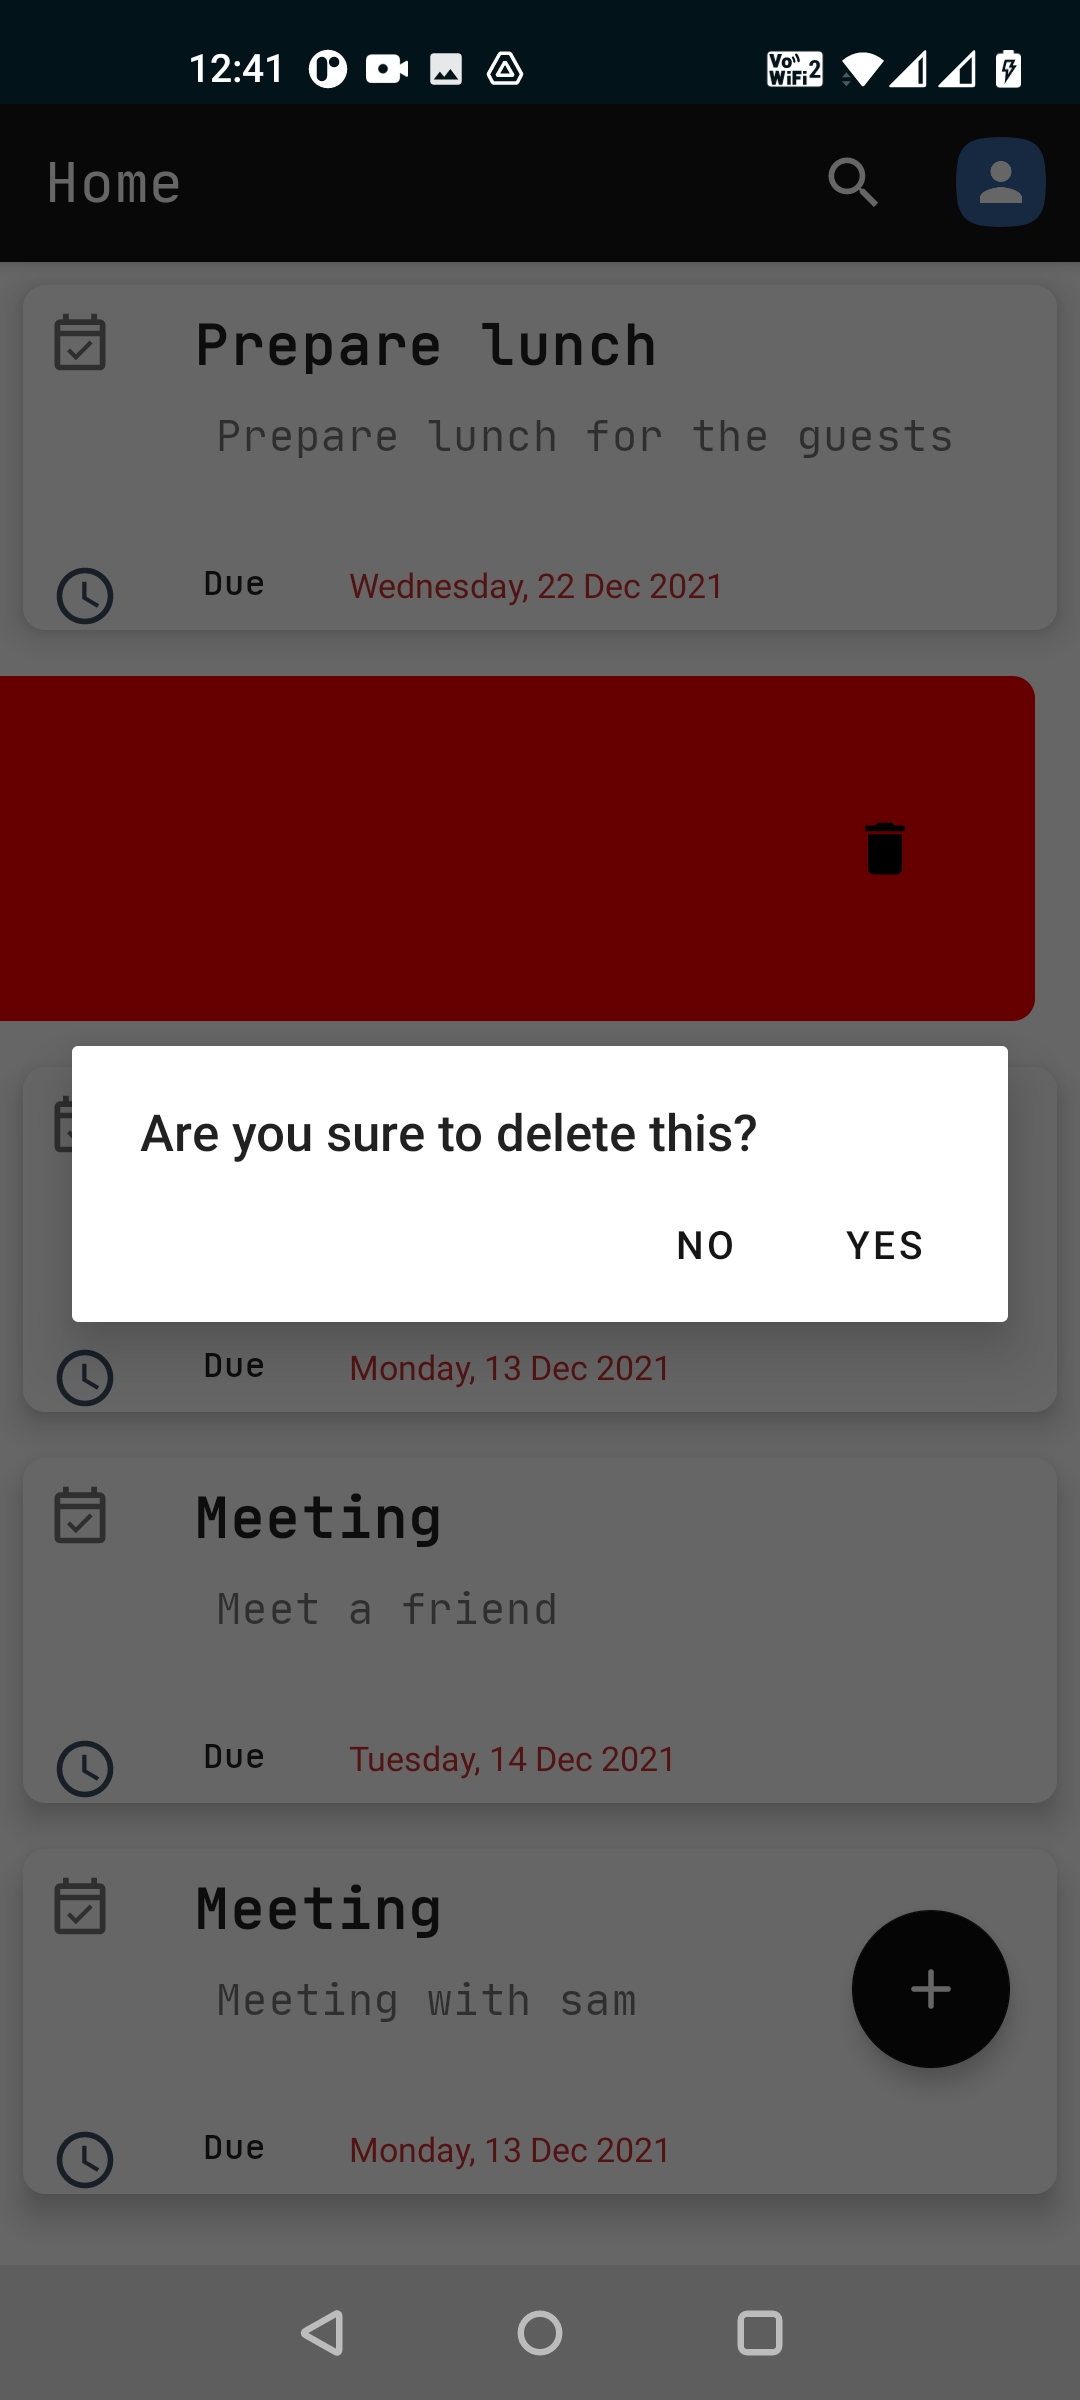 12:41
Vo WiFi 2
Home
Prepare lunch
Prepare lunch for the guests
Due Wednesday, 22 Dec 2021
Are you sure to delete this?
NO YES
Due Monday, 13 Dec 2021
Meeting
Meet a friend
Due Tuesday, 14 Dec 2021
Meeting
Meeting with sam
Due Monday, 13 Dec 2021